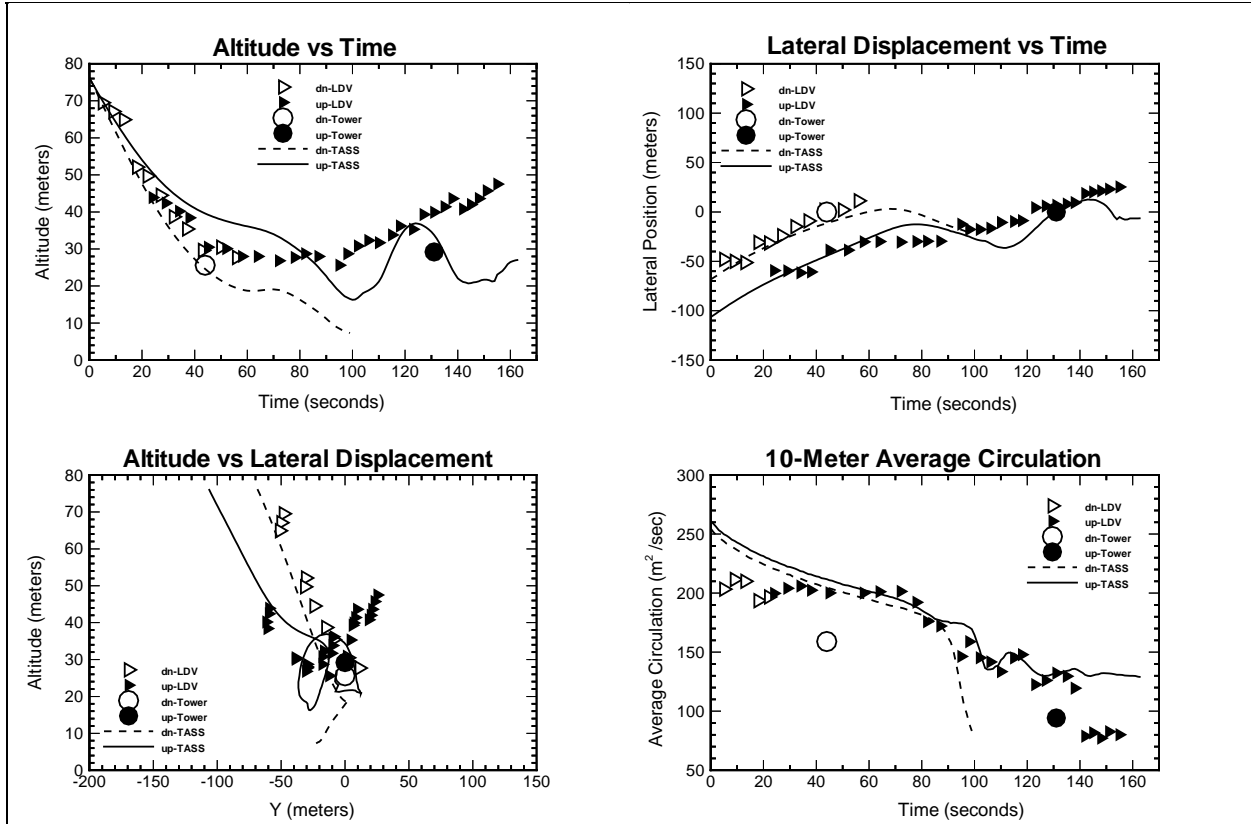 Altitude vs Time
80
70
60
50
40
30
20
10
0
Altitude (meters)
dn-LDV
up-LDV
dn-Tower
up-Tower
dn-TASS
up-TASS
0 20 40 60 80 100 120 140 160
Time (seconds)
Lateral Displacement vs Time
150
100
50
0
-50
-100
-150
Lateral Position (meters)
dn-LDV
up-LDV
dn-Tower
up-Tower
dn-TASS
up-TASS
0 20 40 60 80 100 120 140 160
Time (seconds)
Altitude vs Lateral Displacement
80
70
60
50
40
30
20
10
0
Altitude (meters)
dn-LDV
up-LDV
dn-Tower
up-Tower
dn-TASS
up-TASS
-200 -150 -100 -50 0 50 100 150
Y (meters)
10-Meter Average Circulation
300
250
200
150
100
50
Average Circulation (m² /sec)
dn-LDV
up-LDV
dn-Tower
up-Tower
dn-TASS
up-TASS
0 20 40 60 80 100 120 140 160
Time (seconds)